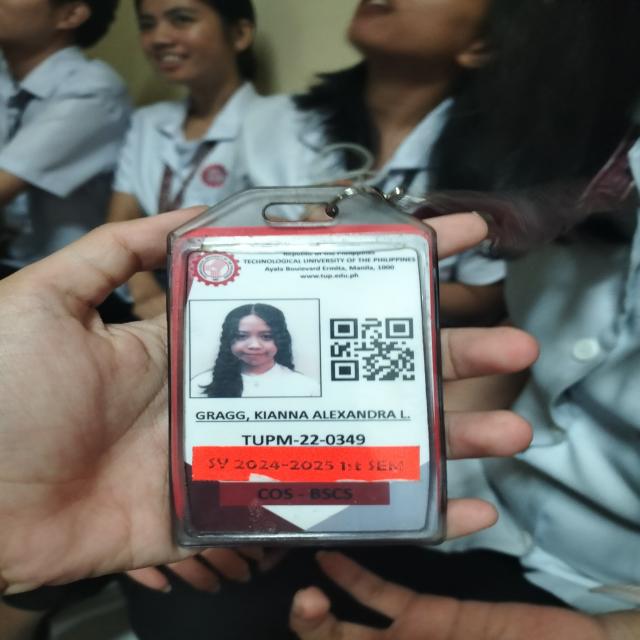 Republic of the Philippines
TECHNOLOGICAL UNIVERSITY OF THE PHILIPPINES
Ayala Boulevard Ermita, Manila, 1000
www.tup.edu.ph
GRAGG, KIANNA ALEXANDRA L.
TUPM-22-0349
SY 2024-2025 1st SEM
COS - BSCS